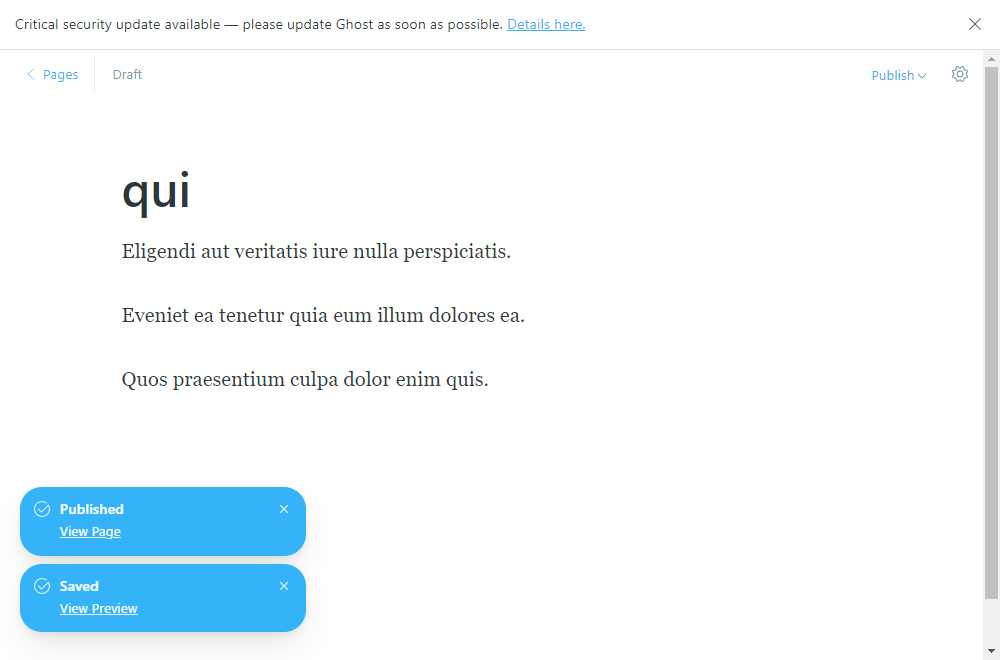 Critical security update available — please update Ghost as soon as possible. Details here.
Pages
Draft
Publish
qui
Eligendi aut veritatis iure nulla perspiciatis.
Eveniet ea tenetur quia eum illum dolores ea.
Quos praesentium culpa dolor enim quis.
Published
View Page
Saved
View Preview